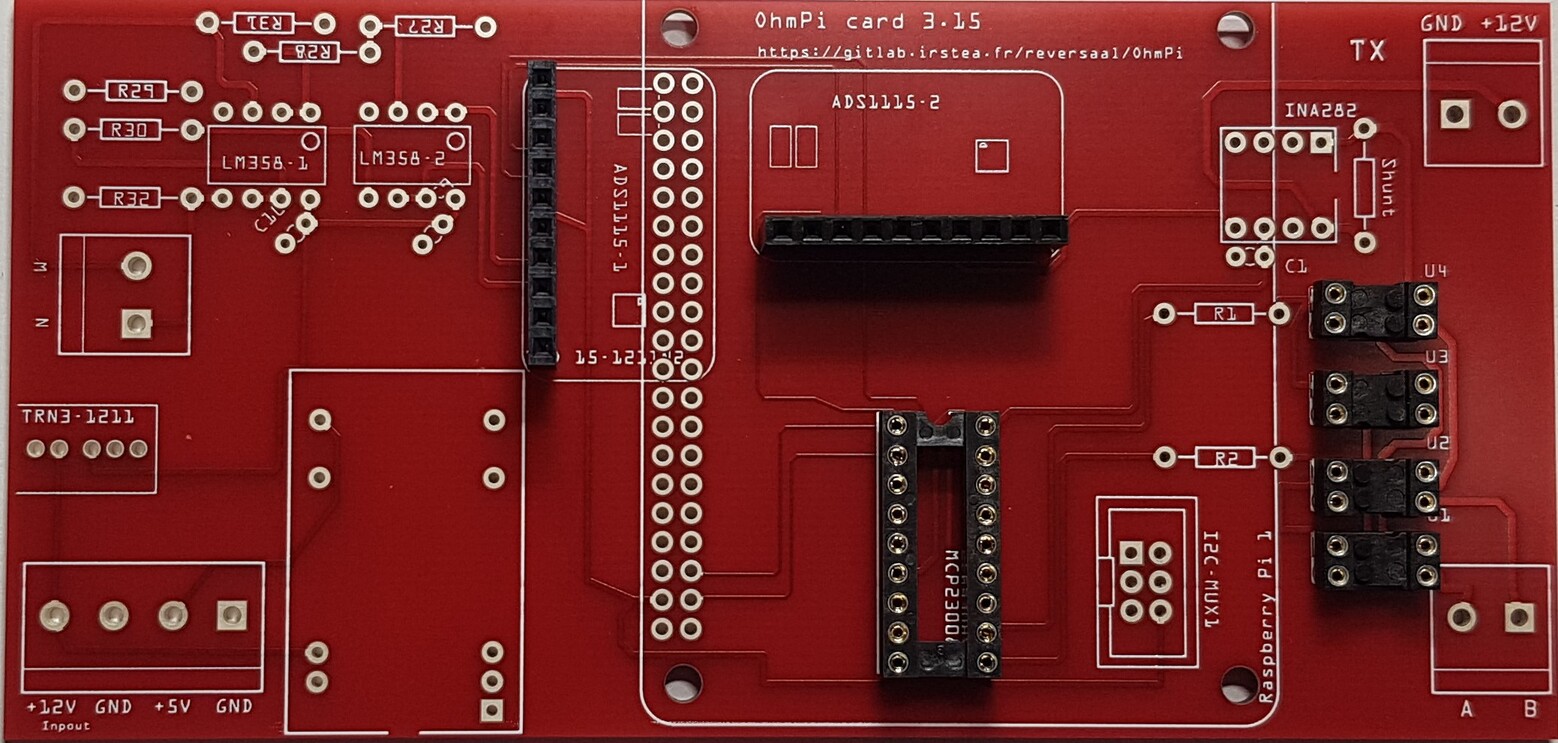 OhmPi card 3.15
https://gitlab.irstea.fr/reversaal/OhmPi
GND +12V
TX
R31
R27
R28
R29
R30
R32
LM358-1
LM358-2
ADS1115-1
ADS1115-2
INA282
Shunt
C1
M
N
R1
R2
U4
U3
U2
TRN3-1211
I2C-MUX1
Raspberry Pi 1
+12V GND +5V GND
Inpout
A B